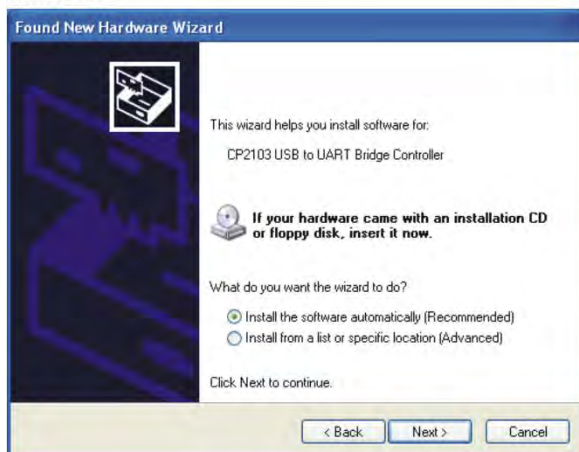 Found New Hardware Wizard
This wizard helps you install software for:
CP2103 USB to UART Bridge Controller
If your hardware came with an installation CD
or floppy disk, insert it now.
What do you want the wizard to do?
Install the software automatically (Recommended)
Install from a list or specific location (Advanced)
Click Next to continue.
< Back Next > Cancel